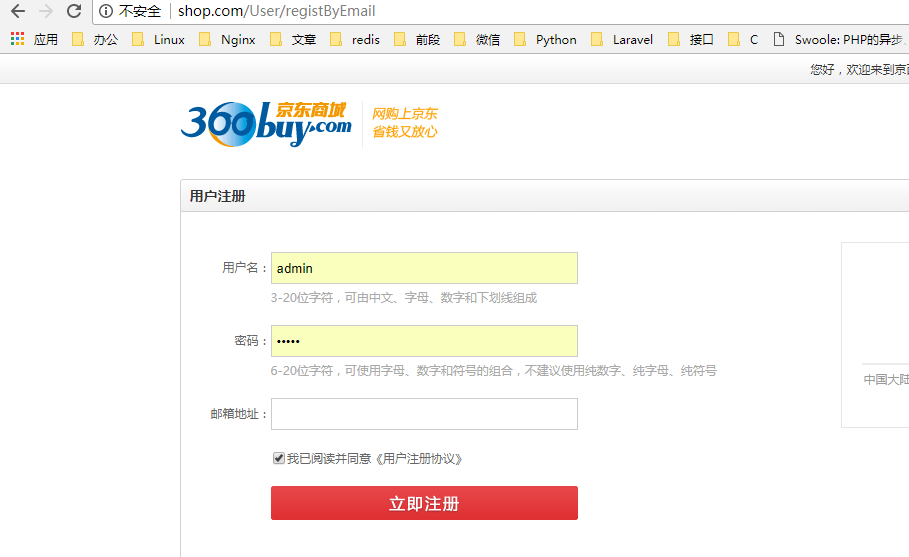 不安全 shop.com/User/registByEmail
应用 办公 Linux Nginx 文章 redis 前段 微信 Python Laravel 接口 C Swoole: PHP的异步、
您好，欢迎来到京西
360buy.com 京东商城
网购上京东
省钱又放心
用户注册
用户名： admin
3-20位字符，可由中文、字母、数字和下划线组成
密码： •••••
6-20位字符，可使用字母、数字和符号的组合，不建议使用纯数字、纯字母、纯符号
中国大陆
邮箱地址：
我已阅读并同意《用户注册协议》
立即注册